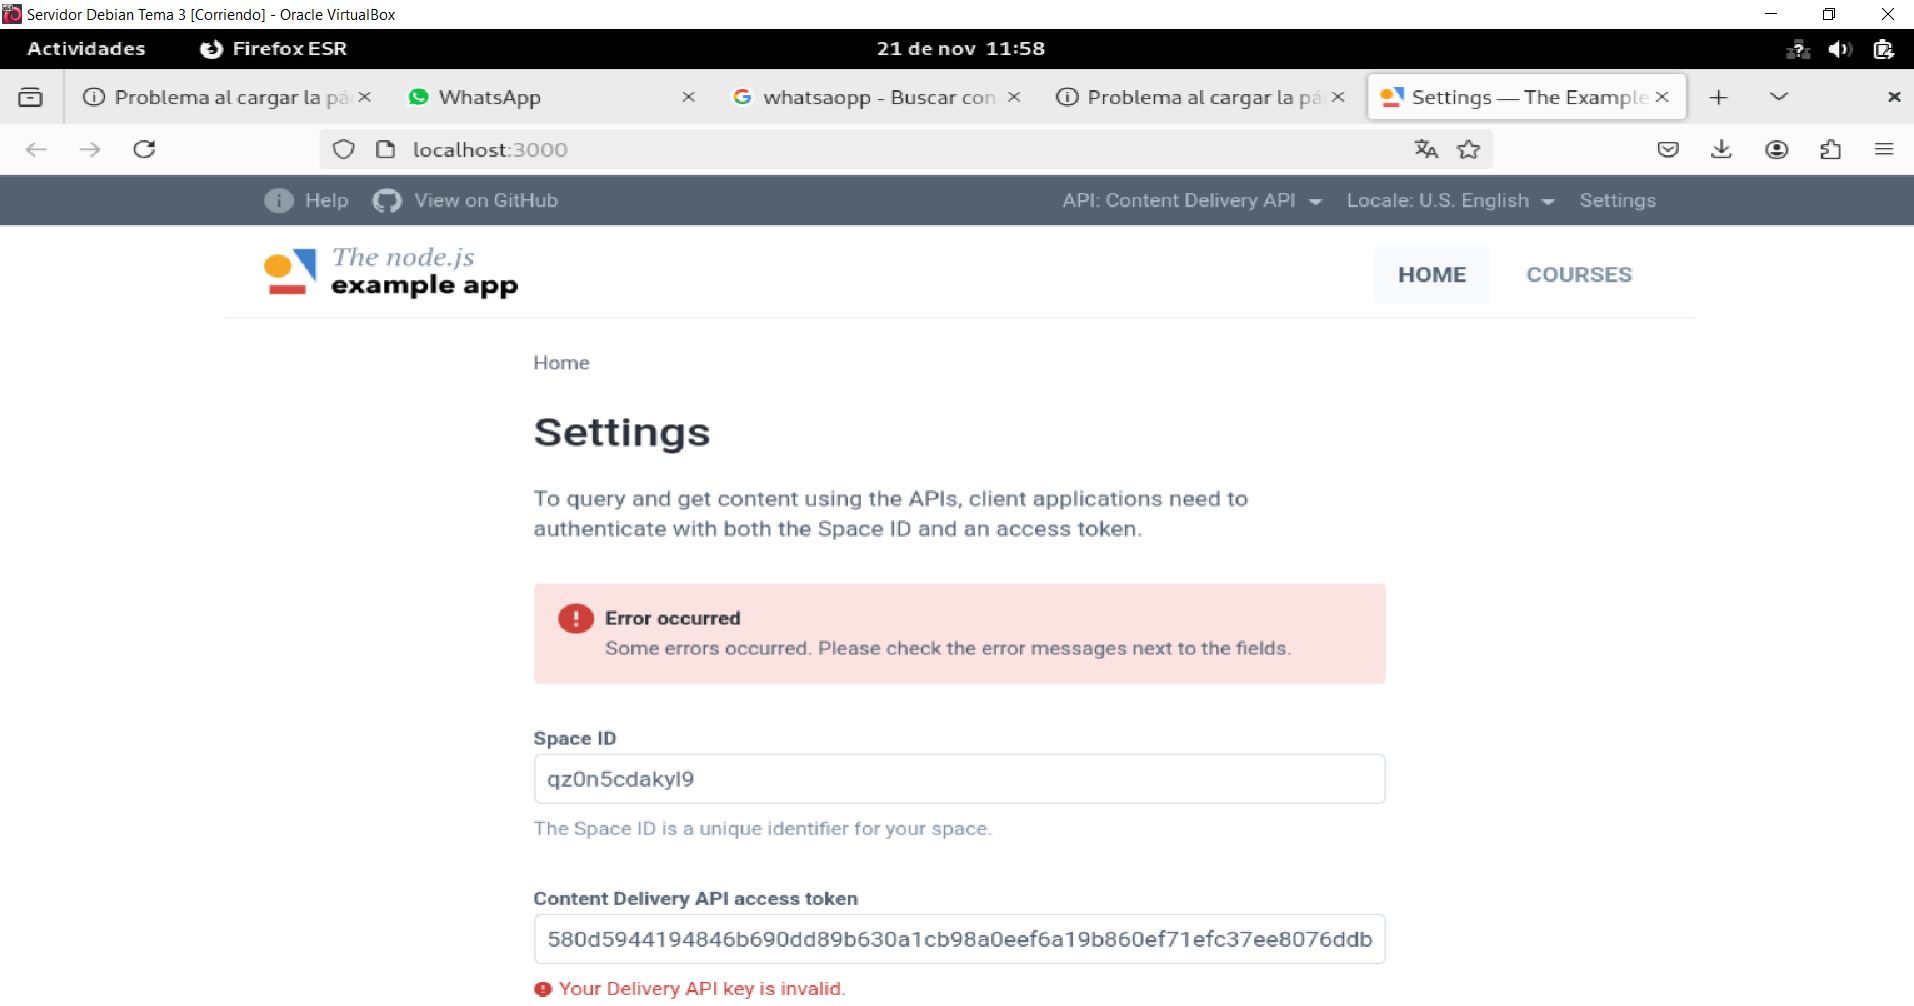 Servidor Debian Tema 3 [Corriendo] - Oracle VirtualBox
Actividades Firefox ESR 21 de nov 11:58
Problema al cargar la pá WhatsApp whatsaopp - Buscar con Problema al cargar la pá Settings — The Example
localhost:3000
Help View on GitHub API: Content Delivery API Locale: U.S. English Settings
The node.js
example app
HOME COURSES
Home
Settings
To query and get content using the APIs, client applications need to
authenticate with both the Space ID and an access token.
Error occurred
Some errors occurred. Please check the error messages next to the fields.
Space ID
qz0n5cdakyl9
The Space ID is a unique identifier for your space.
Content Delivery API access token
580d5944194846b690dd89b630a1cb98a0eef6a19b860ef71efc37ee8076ddb
Your Delivery API key is invalid.